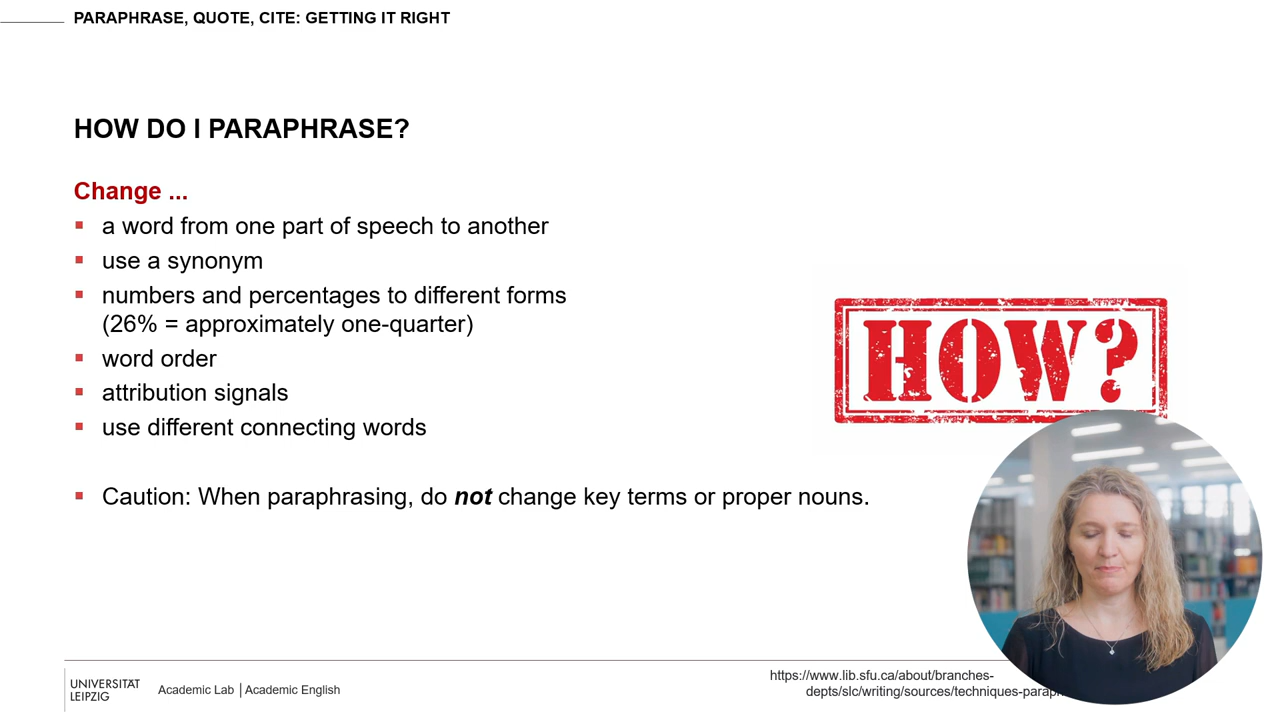 PARAPHRASE, QUOTE, CITE: GETTING IT RIGHT
HOW DO I PARAPHRASE?
Change ...
a word from one part of speech to another
use a synonym
numbers and percentages to different forms
(26% = approximately one-quarter)
word order
attribution signals
use different connecting words
HOW?
Caution: When paraphrasing, do not change key terms or proper nouns.
UNIVERSITÄT
LEIPZIG
Academic Lab | Academic English
https://www.lib.sfu.ca/about/branches-
depts/slc/writing/sources/techniques-paraph